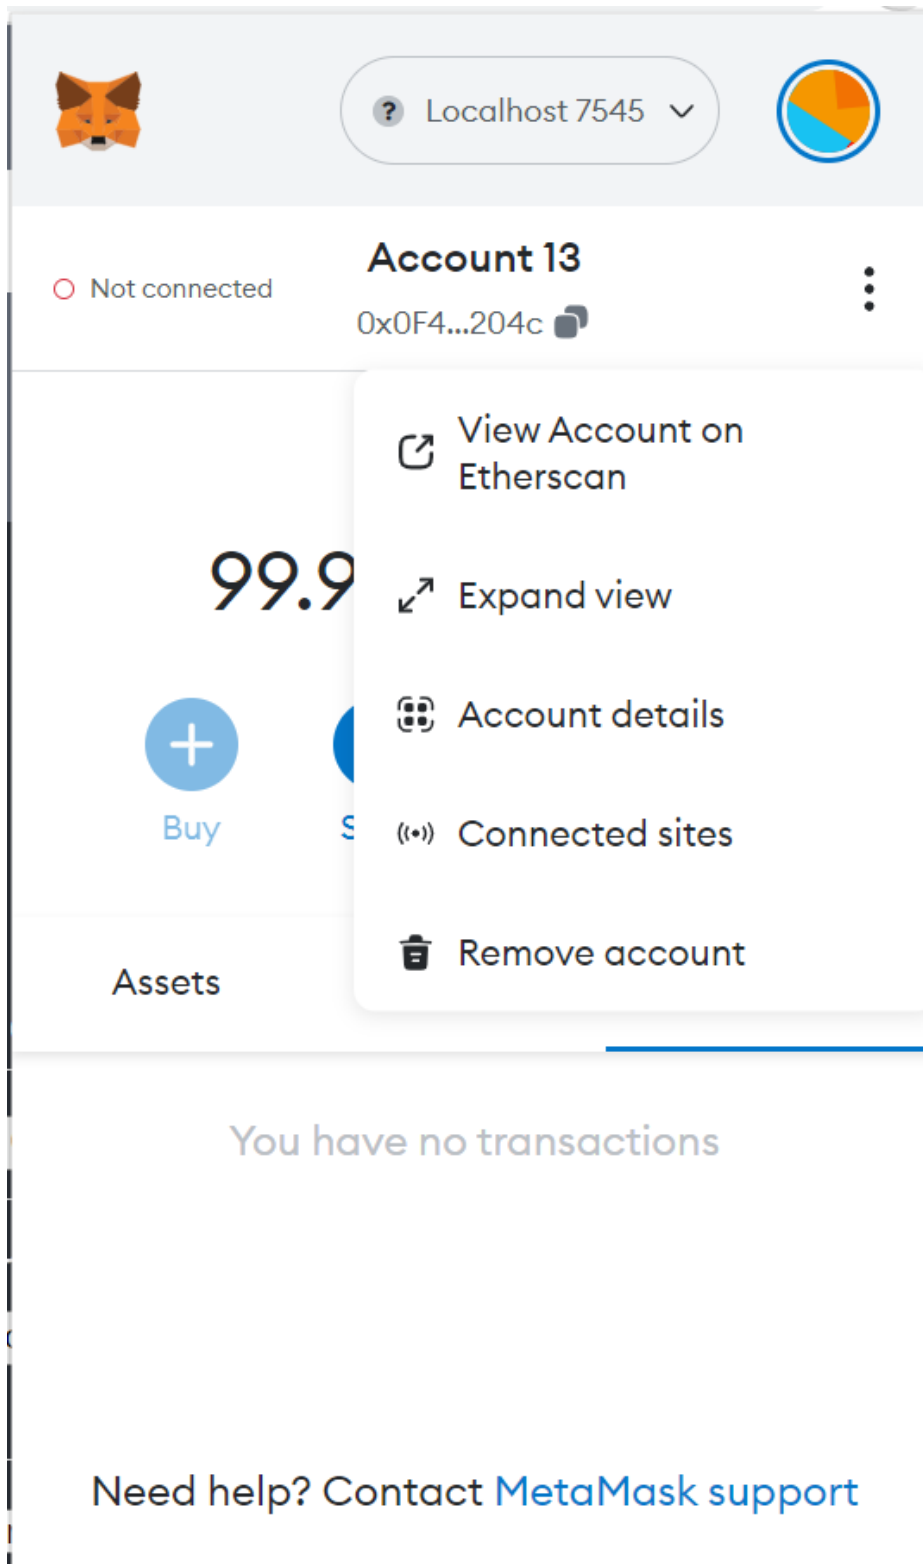 ? Localhost 7545
Account 13
Not connected
0x0F4...204c
View Account on
Etherscan
99.9
Expand view
Account details
Buy
S
Connected sites
Remove account
Assets
You have no transactions
Need help? Contact MetaMask support